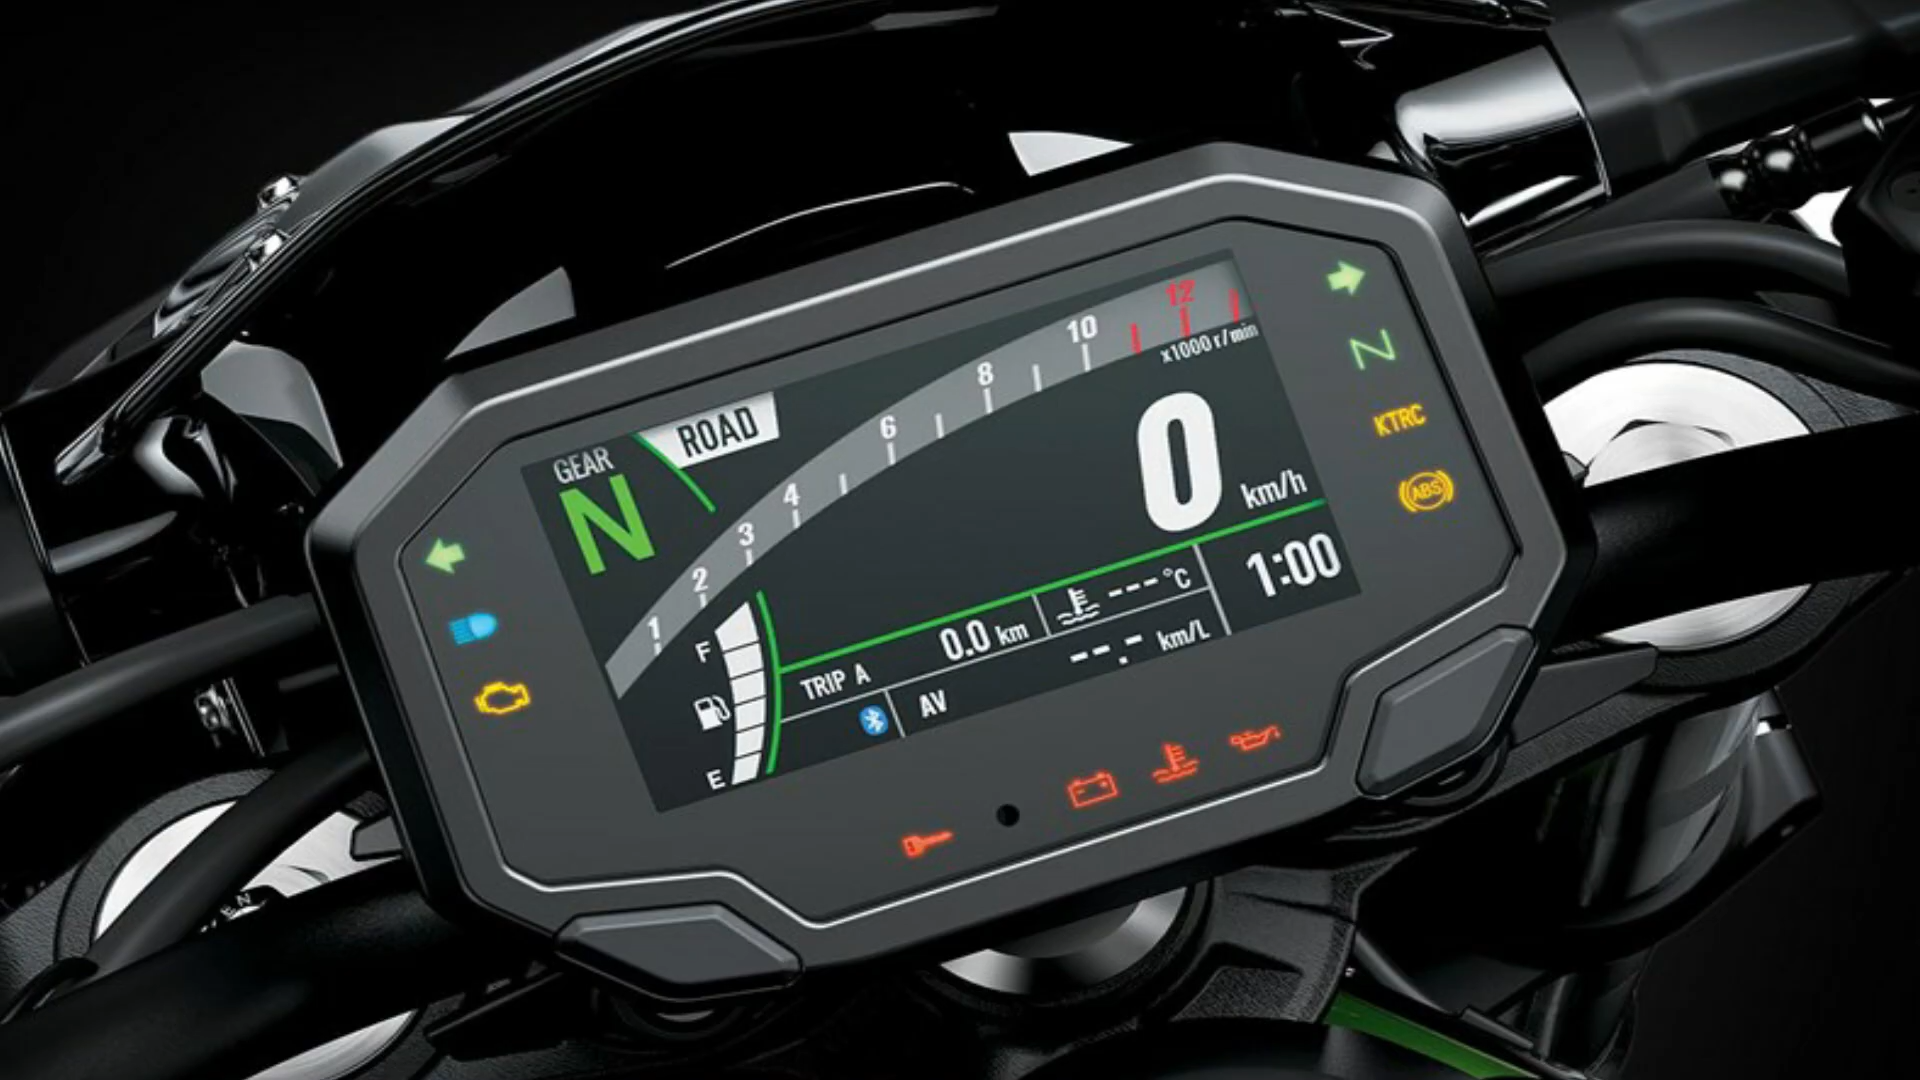 GEAR
N
ROAD
1
2
3
4
6
8
10
12
x1000 r/min
0
km/h
F
E
TRIP A
0.0 km
---°C
1:00
AV
--.- km/L
N
KTRC
ABS